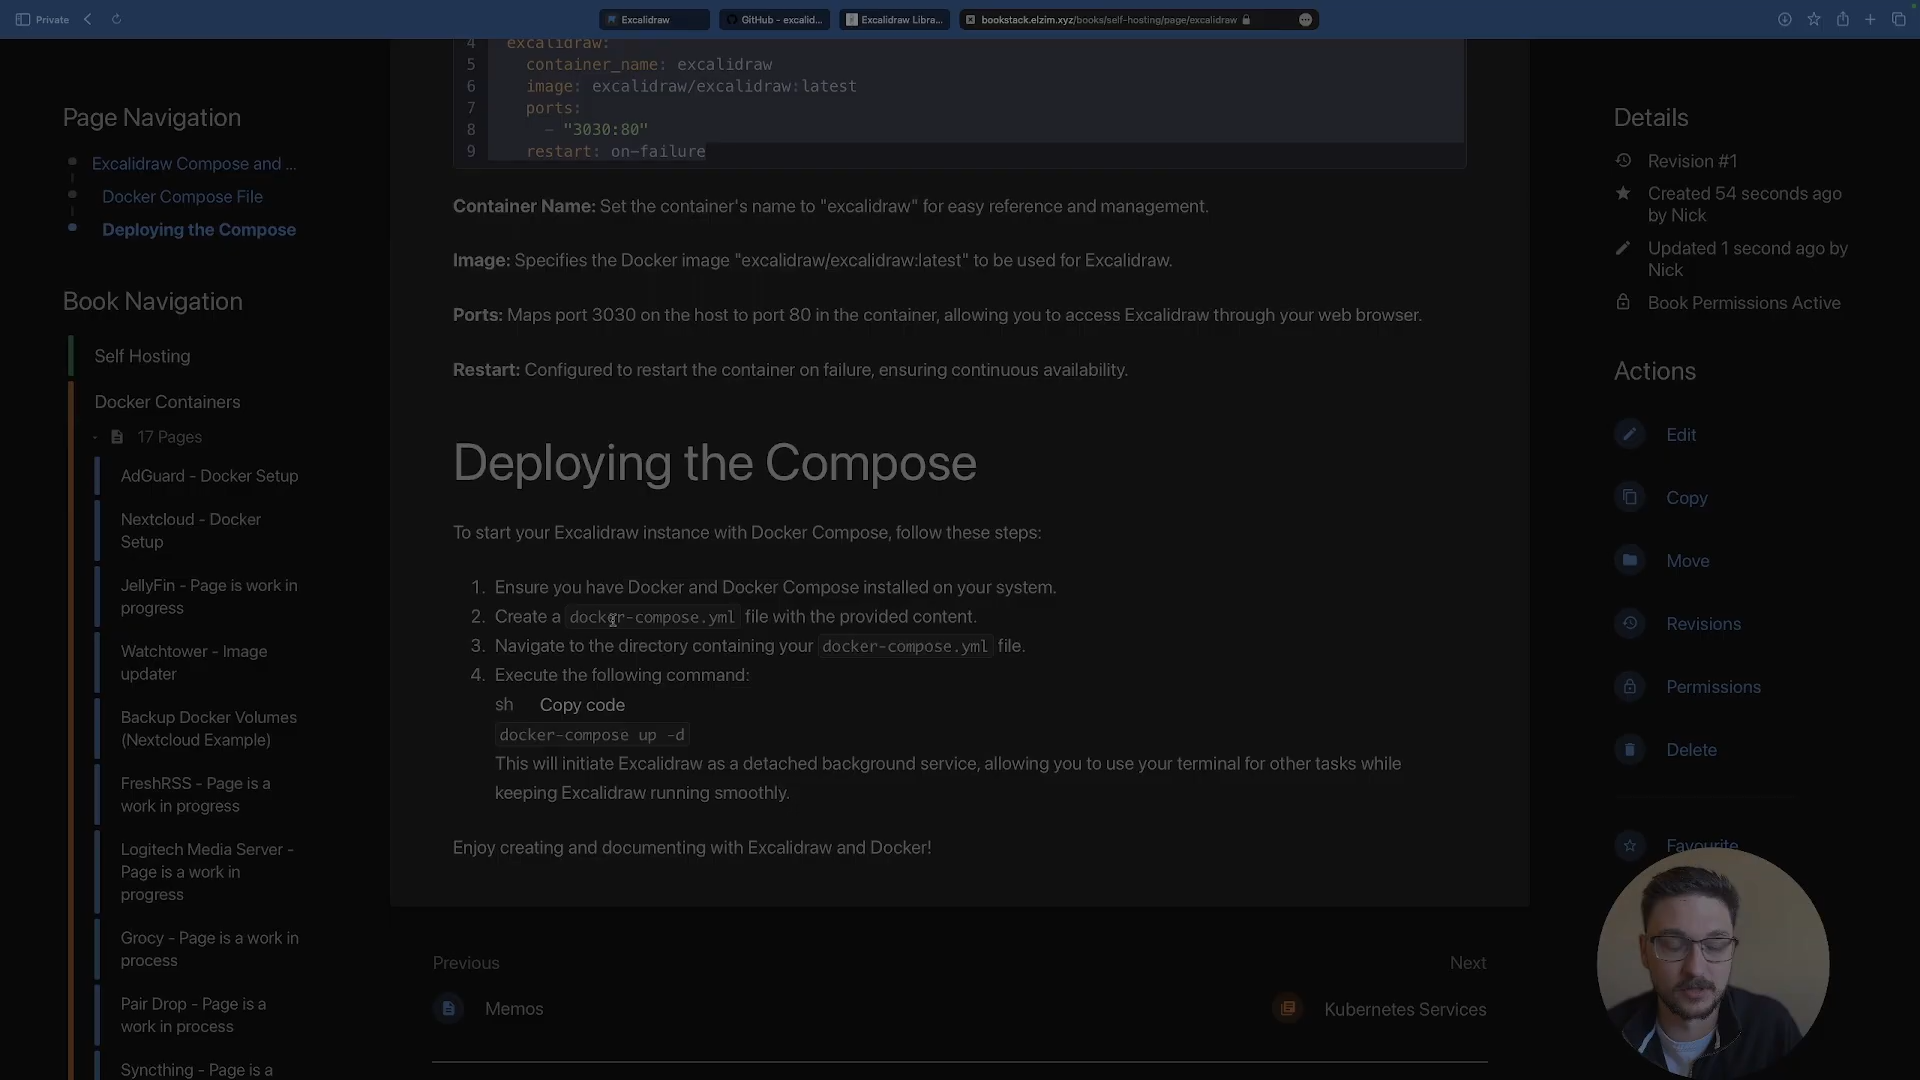 Private
Excalidraw
GitHub - excalid...
Excalidraw Libra...
bookstack.elzim.xyz/books/self-hosting/page/excalidraw
Page Navigation
Excalidraw Compose and ...
Docker Compose File
Deploying the Compose
Book Navigation
Self Hosting
Docker Containers
17 Pages
AdGuard - Docker Setup
Nextcloud - Docker
Setup
JellyFin - Page is work in
progress
Watchtower - Image
updater
Backup Docker Volumes
(Nextcloud Example)
FreshRSS - Page is a
work in progress
Logitech Media Server -
Page is a work in
progress
Grocy - Page is a work in
process
Pair Drop - Page is a
work in process
Syncthing - Page is a
4 excalidraw:
5 container_name: excalidraw
6 image: excalidraw/excalidraw:latest
7 ports:
8 - "3030:80"
9 restart: on-failure
Container Name: Set the container's name to "excalidraw" for easy reference and management.
Image: Specifies the Docker image "excalidraw/excalidraw:latest" to be used for Excalidraw.
Ports: Maps port 3030 on the host to port 80 in the container, allowing you to access Excalidraw through your web browser.
Restart: Configured to restart the container on failure, ensuring continuous availability.
Deploying the Compose
To start your Excalidraw instance with Docker Compose, follow these steps:
1. Ensure you have Docker and Docker Compose installed on your system.
2. Create a docker-compose.yml file with the provided content.
3. Navigate to the directory containing your docker-compose.yml file.
4. Execute the following command:
sh Copy code
docker-compose up -d
This will initiate Excalidraw as a detached background service, allowing you to use your terminal for other tasks while
keeping Excalidraw running smoothly.
Enjoy creating and documenting with Excalidraw and Docker!
Previous
Next
Memos
Kubernetes Services
Details
Revision #1
Created 54 seconds ago
by Nick
Updated 1 second ago by
Nick
Book Permissions Active
Actions
Edit
Copy
Move
Revisions
Permissions
Delete
Favourite